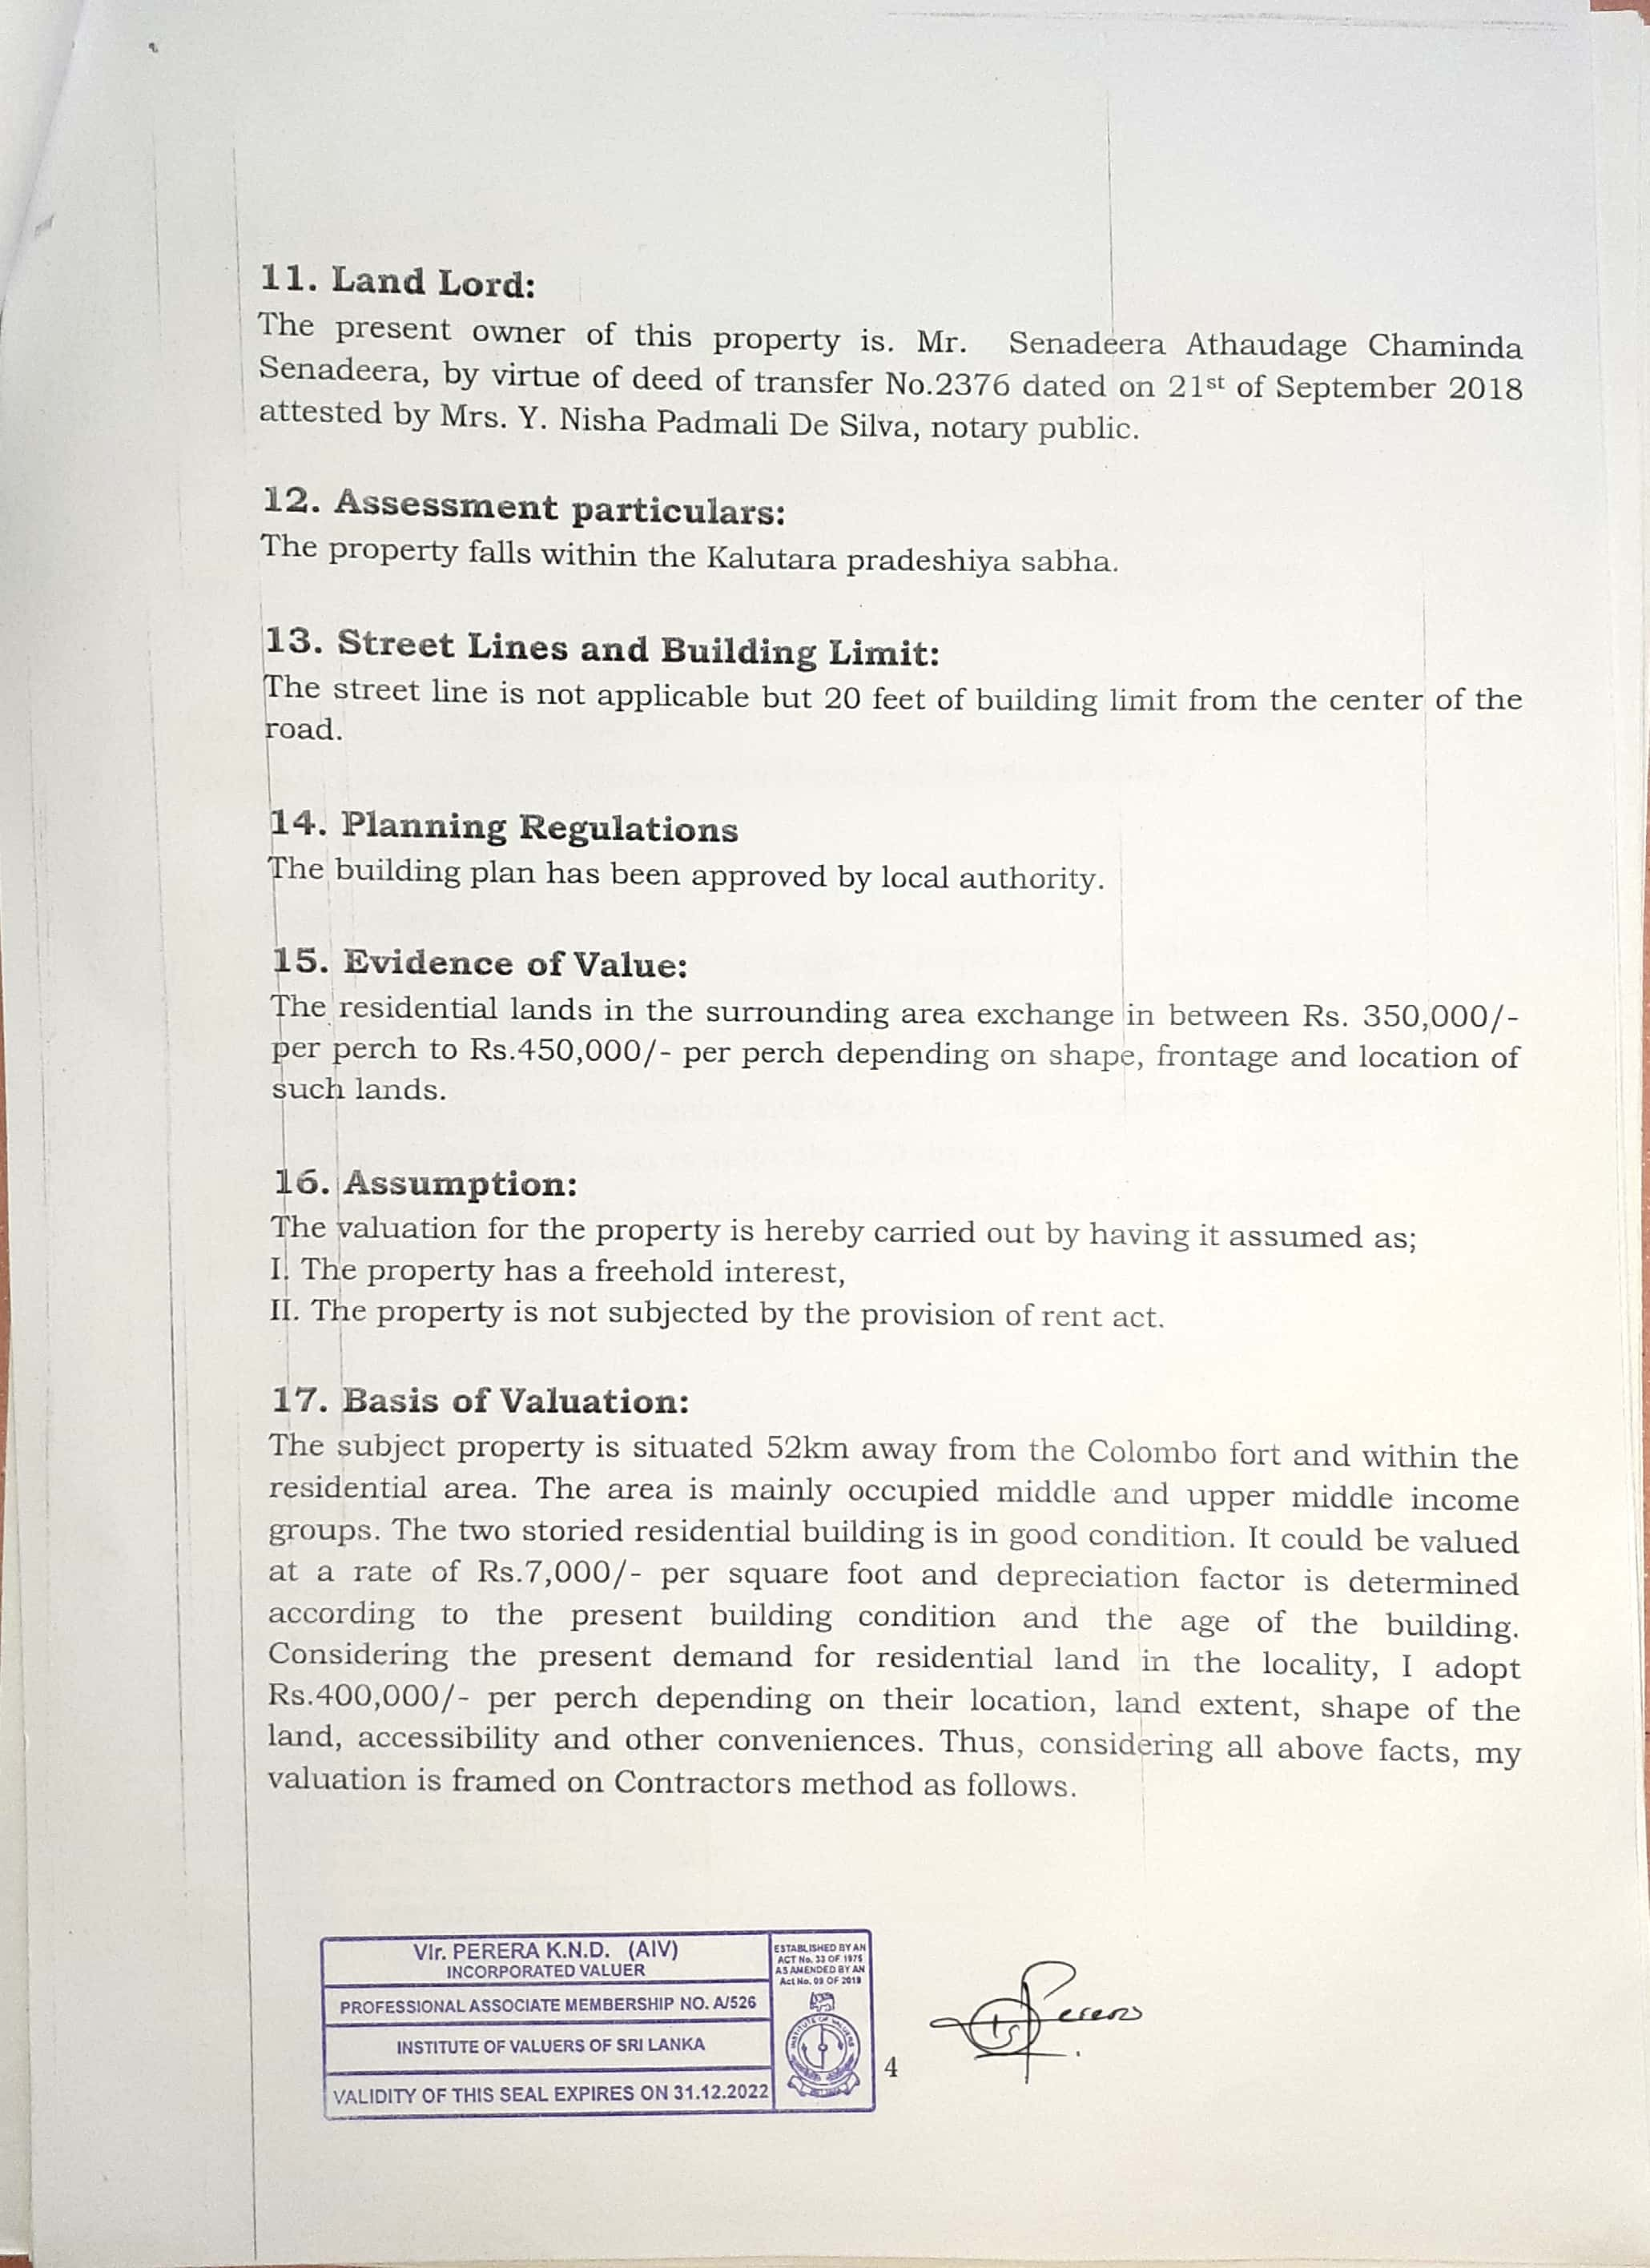 11. Land Lord:
The present owner of this property is. Mr. Senadeera Athaudage Chaminda
Senadeera, by virtue of deed of transfer No.2376 dated on 21st of September 2018
attested by Mrs. Y. Nisha Padmali De Silva, notary public.
12. Assessment particulars:
The property falls within the Kalutara pradeshiya sabha.
13. Street Lines and Building Limit:
The street line is not applicable but 20 feet of building limit from the center of the
road.
14. Planning Regulations
The building plan has been approved by local authority.
15. Evidence of Value:
The residential lands in the surrounding area exchange in between Rs. 350,000/-
per perch to Rs.450,000/- per perch depending on shape, frontage and location of
such lands.
16. Assumption:
The valuation for the property is hereby carried out by having it assumed as;
I. The property has a freehold interest,
II. The property is not subjected by the provision of rent act.
17. Basis of Valuation:
The subject property is situated 52km away from the Colombo fort and within the
residential area. The area is mainly occupied middle and upper middle income
groups. The two storied residential building is in good condition. It could be valued
at a rate of Rs.7,000/- per square foot and depreciation factor is determined
according to the present building condition and the age of the building.
Considering the present demand for residential land in the locality, I adopt
Rs.400,000/- per perch depending on their location, land extent, shape of the
land, accessibility and other conveniences. Thus, considering all above facts, my
valuation is framed on Contractors method as follows.
Vlr. PERERA K.N.D. (AIV)
INCORPORATED VALUER
PROFESSIONAL ASSOCIATE MEMBERSHIP NO. A/526
INSTITUTE OF VALUERS OF SRI LANKA
VALIDITY OF THIS SEAL EXPIRES ON 31.12.2022
ESTABLISHED BY AN
ACT No. 33 OF 1975
AS AMENDED BY AN
Act No. 09 OF 2019
4